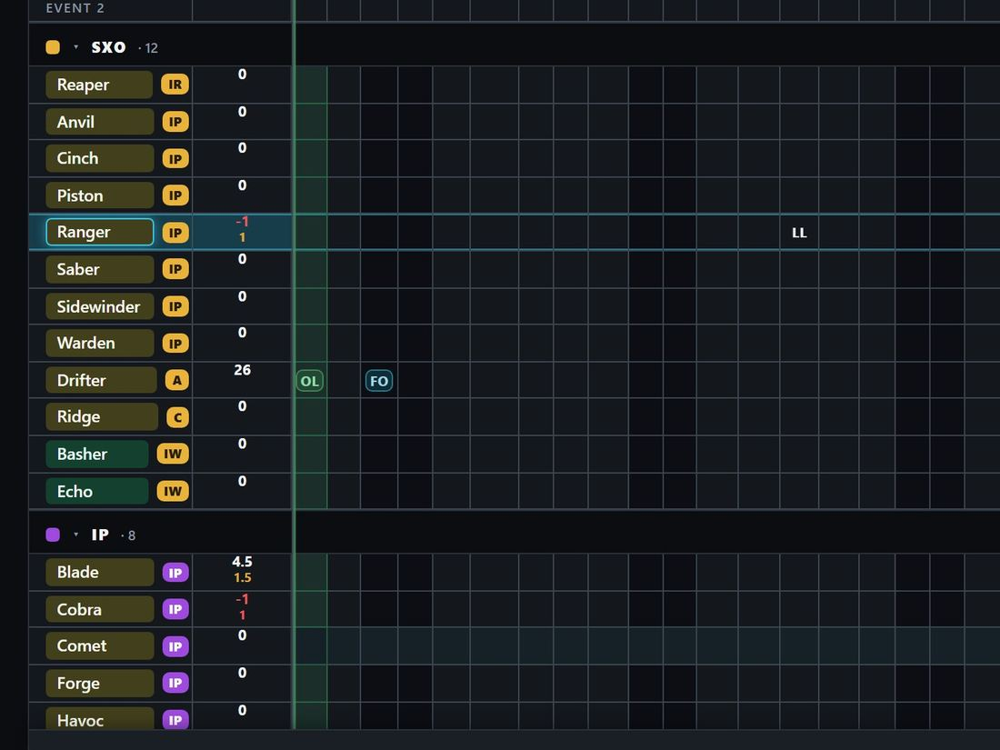 EVENT 2
SXO · 12
Reaper IR 0
Anvil IP 0
Cinch IP 0
Piston IP 0
Ranger IP -1 LL
1
Saber IP 0
Sidewinder IP 0
Warden IP 0
Drifter A 26 OL FO
Ridge C 0
Basher IW 0
Echo IW 0
IP · 8
Blade IP 4.5
1.5
Cobra IP -1
1
Comet IP 0
Forge IP 0
Havoc IP 0